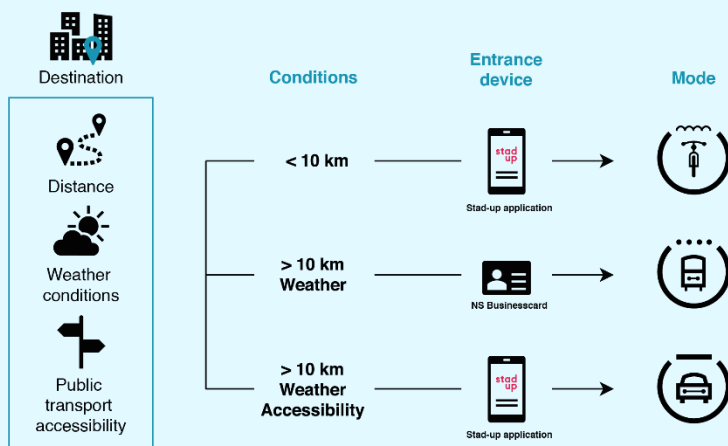 Destination
Distance
Weather
conditions
Public
transport
accessibility
Conditions
Entrance
device
Mode
< 10 km
stad
up
Stad-up application
> 10 km
Weather
NS Businesscard
> 10 km
Weather
Accessibility
stad
up
Stad-up application